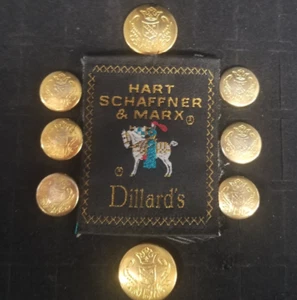 HART
SCHAFFNER
& MARX®
Dillard's